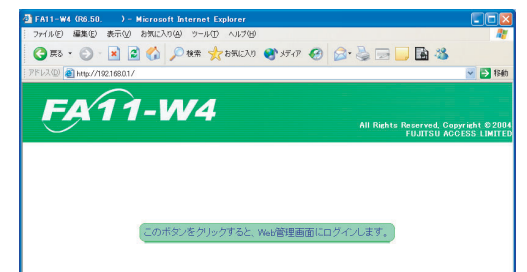 FA11-W4 (R6.50. ) - Microsoft Internet Explorer
ファイル(F) 編集(E) 表示(V) お気に入り(A) ツール(T) ヘルプ(H)
戻る 検索 お気に入り メディア
アドレス(D) http://192.168.0.1/ 移動
FA11-W4
All Rights Reserved, Copyright © 2004
FUJITSU ACCESS LIMITED
このボタンをクリックすると、Web管理画面にログインします。